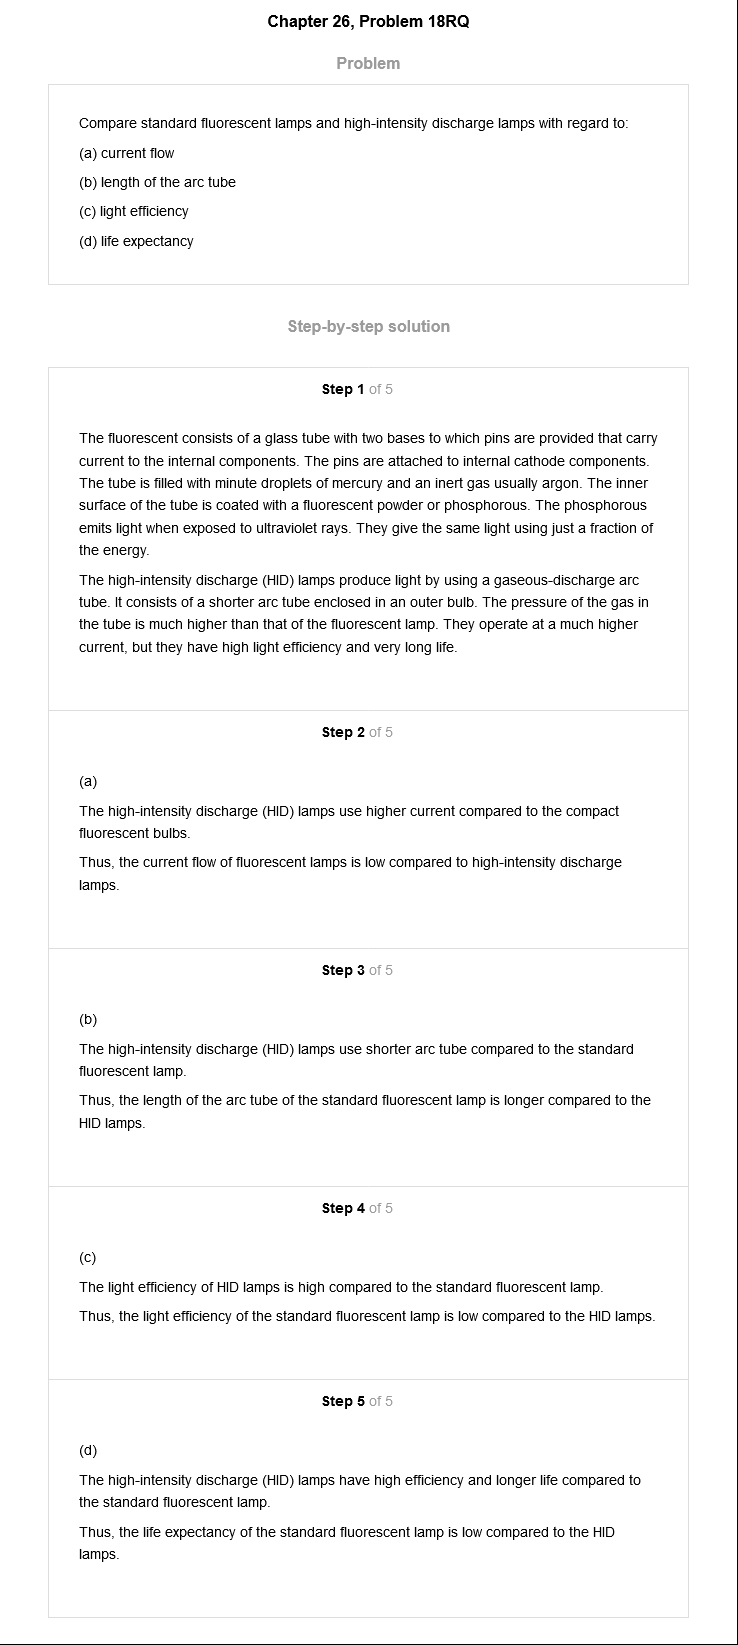 Chapter 26, Problem 18RQ
Problem
Compare standard fluorescent lamps and high-intensity discharge lamps with regard to:
(a) current flow
(b) length of the arc tube
(c) light efficiency
(d) life expectancy
Step-by-step solution
Step 1 of 5
The fluorescent consists of a glass tube with two bases to which pins are provided that carry
current to the internal components. The pins are attached to internal cathode components.
The tube is filled with minute droplets of mercury and an inert gas usually argon. The inner
surface of the tube is coated with a fluorescent powder or phosphorous. The phosphorous
emits light when exposed to ultraviolet rays. They give the same light using just a fraction of
the energy.
The high-intensity discharge (HID) lamps produce light by using a gaseous-discharge arc
tube. It consists of a shorter arc tube enclosed in an outer bulb. The pressure of the gas in
the tube is much higher than that of the fluorescent lamp. They operate at a much higher
current, but they have high light efficiency and very long life.
Step 2 of 5
(a)
The high-intensity discharge (HID) lamps use higher current compared to the compact
fluorescent bulbs.
Thus, the current flow of fluorescent lamps is low compared to high-intensity discharge
lamps.
Step 3 of 5
(b)
The high-intensity discharge (HID) lamps use shorter arc tube compared to the standard
fluorescent lamp.
Thus, the length of the arc tube of the standard fluorescent lamp is longer compared to the
HID lamps.
Step 4 of 5
(c)
The light efficiency of HID lamps is high compared to the standard fluorescent lamp.
Thus, the light efficiency of the standard fluorescent lamp is low compared to the HID lamps.
Step 5 of 5
(d)
The high-intensity discharge (HID) lamps have high efficiency and longer life compared to
the standard fluorescent lamp.
Thus, the life expectancy of the standard fluorescent lamp is low compared to the HID
lamps.